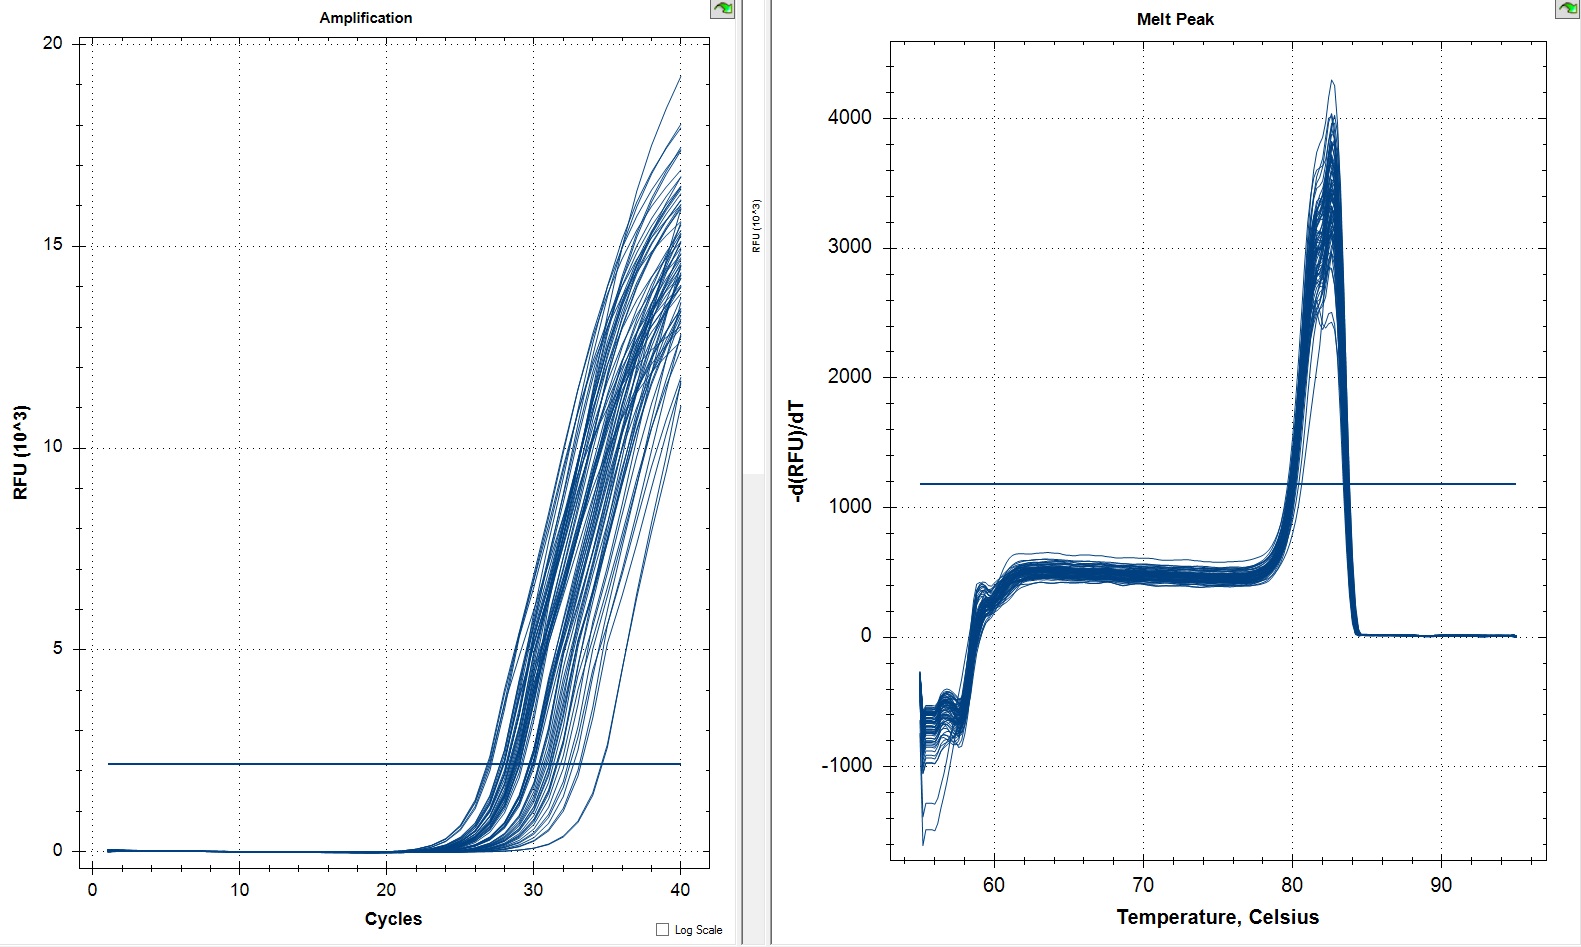 Amplification
20
15
10
5
0
RFU (10^3)
0 10 20 30 40
Cycles
Log Scale
RFU (10^3)
Melt Peak
4000
3000
2000
1000
0
-1000
-d(RFU)/dT
60 70 80 90
Temperature, Celsius